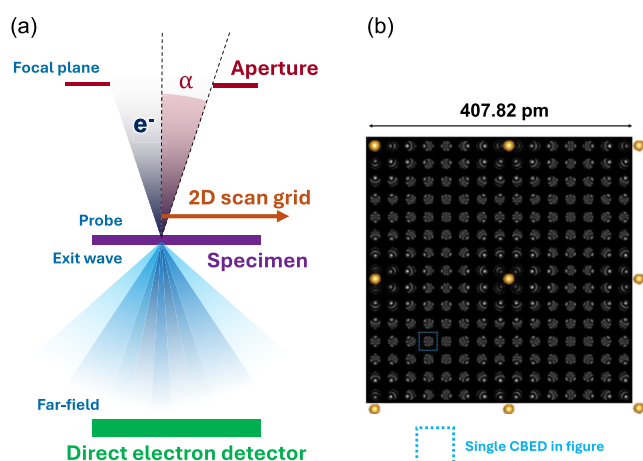 (a)
(b)
Focal plane
α
Aperture
407.82 pm
e-
2D scan grid
Probe
Exit wave
Specimen
Far-field
Direct electron detector
Single CBED in figure